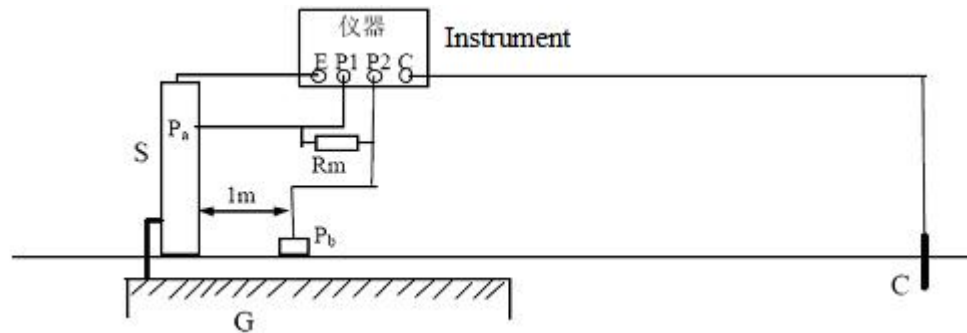 仪器
Instrument
E P1 P2 C
Pa
S
Rm
1m
Pb
C
G